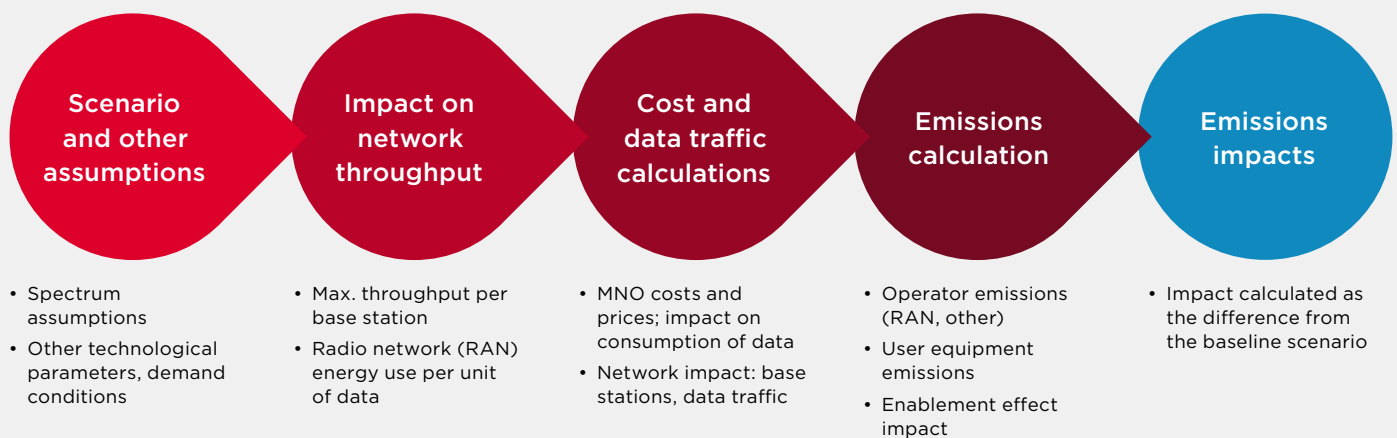 Scenario
and other
assumptions
Impact on
network
throughput
Cost and
data traffic
calculations
Emissions
calculation
Emissions
impacts
• Spectrum
assumptions
• Other technological
parameters, demand
conditions
• Max. throughput per
base station
• Radio network (RAN)
energy use per unit
of data
• MNO costs and
prices; impact on
consumption of data
• Network impact: base
stations, data traffic
• Operator emissions
(RAN, other)
• User equipment
emissions
• Enablement effect
impact
• Impact calculated as
the difference from
the baseline scenario